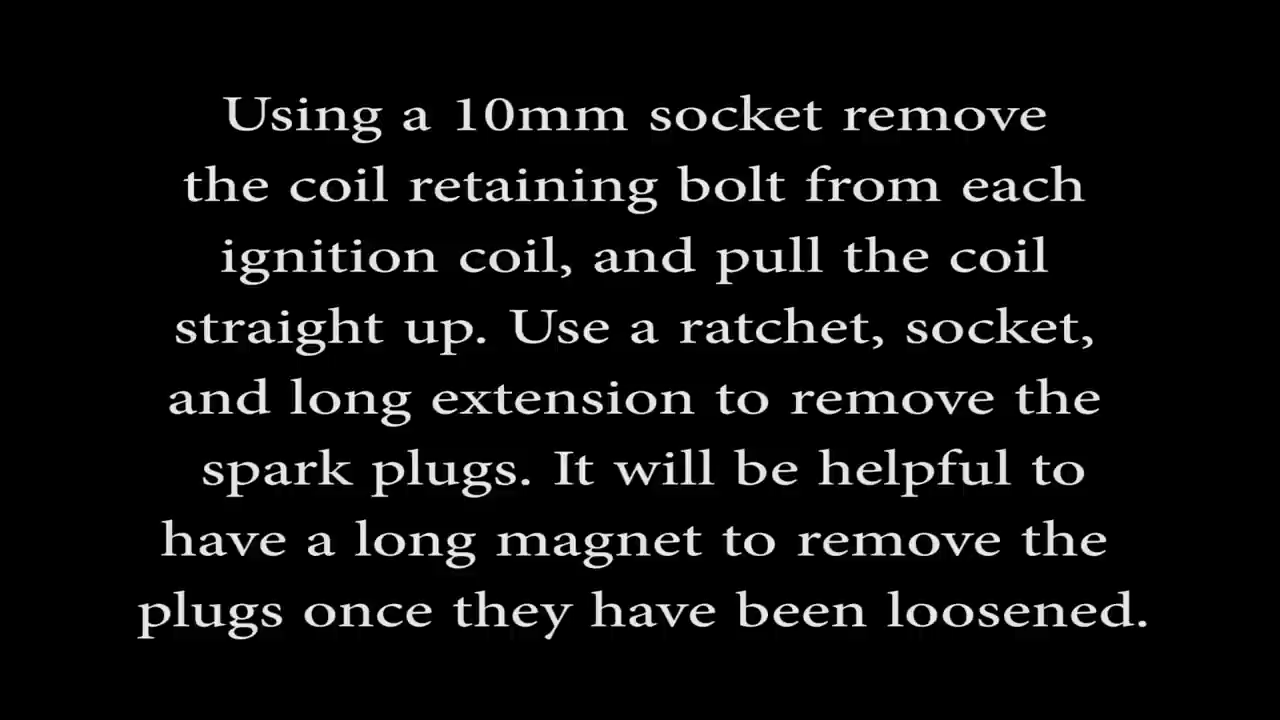 Using a 10mm socket remove
the coil retaining bolt from each
ignition coil, and pull the coil
straight up. Use a ratchet, socket,
and long extension to remove the
spark plugs. It will be helpful to
have a long magnet to remove the
plugs once they have been loosened.